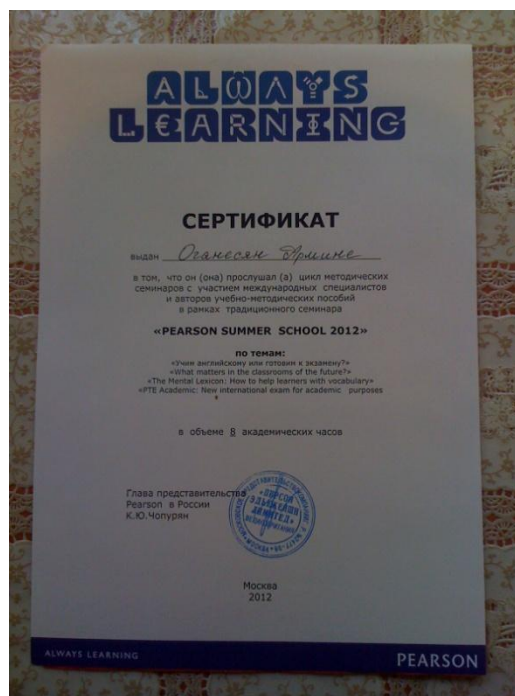 ALWAYS
LEARNING
СЕРТИФИКАТ
выдан Оганесян Армине
в том, что он (она) прослушал (а) цикл методических
семинаров с участием международных специалистов
и авторов учебно-методических пособий
в рамках традиционного семинара
«PEARSON SUMMER SCHOOL 2012»
по темам:
«Учим английскому или готовим к экзамену?»
«What matters in the classrooms of the future?»
«The Mental Lexicon: How to help learners with vocabulary»
«PTE Academic: New international exam for academic purposes
в объеме 8 академических часов
Глава представительства
Pearson в России
К.Ю.Чопурян
«ПИРСОН
ЭДЬЮКЕЙШН
ЛИМИТЕД»
Москва
2012
ALWAYS LEARNING
PEARSON